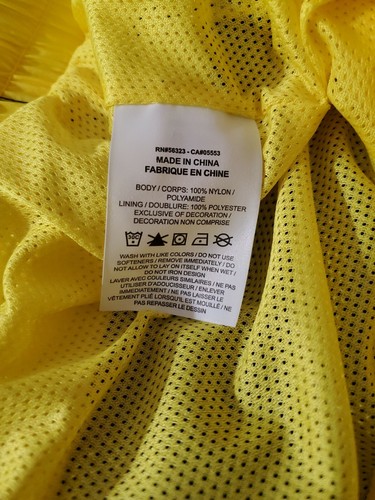 RN#56323 - CA#05553
MADE IN CHINA
FABRIQUE EN CHINE
BODY / CORPS: 100% NYLON /
POLYAMIDE
LINING / DOUBLURE: 100% POLYESTER
EXCLUSIVE OF DECORATION /
DECORATION NON COMPRISE
WASH WITH LIKE COLORS / DO NOT USE
SOFTENERS / REMOVE IMMEDIATELY / DO
NOT ALLOW TO LAY ON ITSELF WHEN WET /
DO NOT IRON DESIGN
LAVER AVEC COULEURS SIMILAIRES / NE PAS
UTILISER D'ADOUCISSEUR / ENLEVER
IMMEDIATEMENT / NE PAS LAISSER LE
VÊTEMENT PLIÉ LORSQU'IL EST MOUILLÉ / NE
PAS REPASSER LE DESSIN